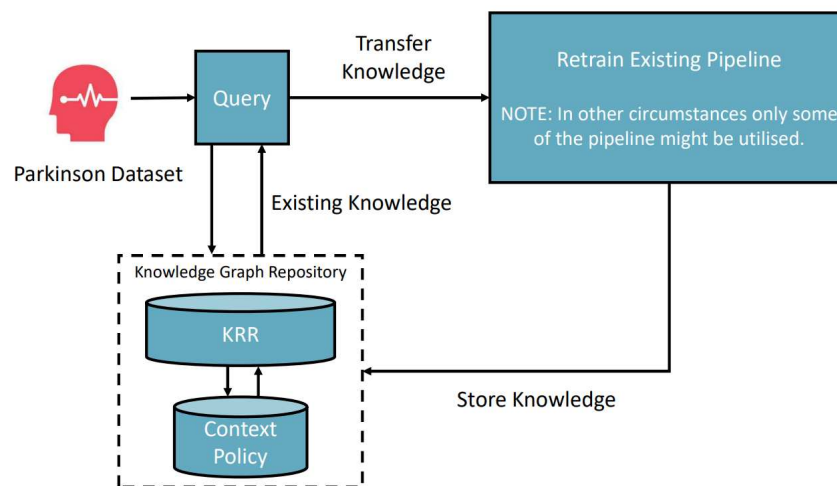 Transfer
Knowledge
Query
Retrain Existing Pipeline
NOTE: In other circumstances only some
of the pipeline might be utilised.
Parkinson Dataset
Existing Knowledge
Knowledge Graph Repository
KRR
Context
Policy
Store Knowledge